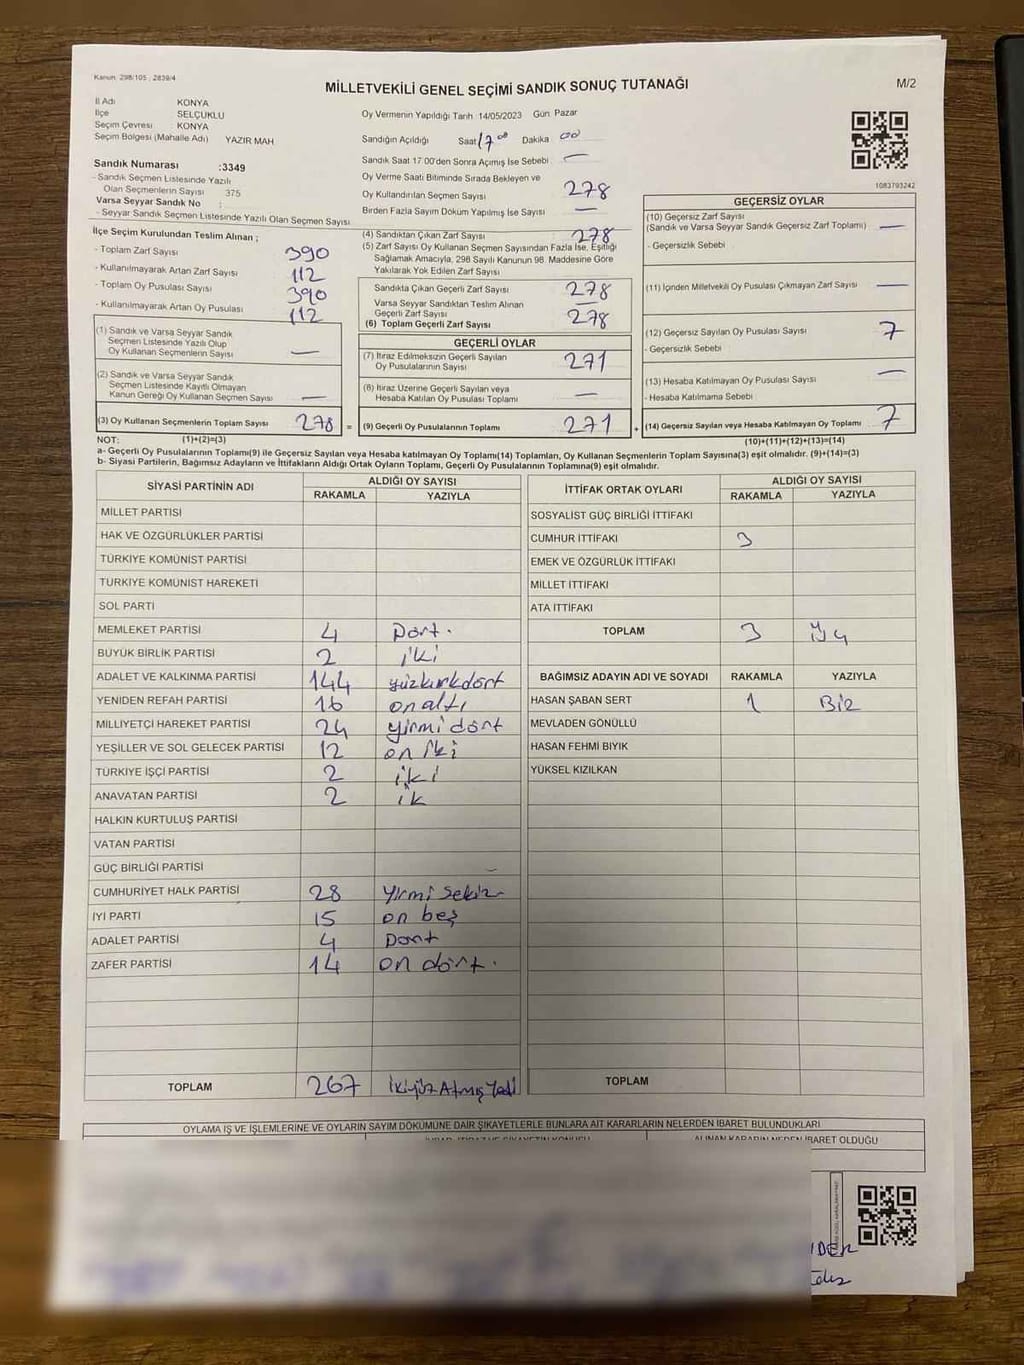 Kanun: 298/105 , 2839/4
MİLLETVEKİLİ GENEL SEÇİMİ SANDIK SONUÇ TUTANAĞI
M/2
İl Adı KONYA
İlçe SELÇUKLU
Seçim Çevresi KONYA
Seçim Bölgesi (Mahalle Adı) YAZIR MAH
Sandık Numarası :3349
- Sandık Seçmen Listesinde Yazılı
Olan Seçmenlerin Sayısı 375
Varsa Seyyar Sandık No :
- Seyyar Sandık Seçmen Listesinde Yazılı Olan Seçmen Sayısı
Oy Vermenin Yapıldığı Tarih 14/05/2023 Gün Pazar
Sandığın Açıldığı Saat 17 00 Dakika 00
Sandık Saat 17:00'den Sonra Açımış İse Sebebi —
Oy Verme Saati Bitiminde Sırada Bekleyen ve
Oy Kullandırılan Seçmen Sayısı 278
Birden Fazla Sayım Döküm Yapılmış İse Sayısı —
1083793242
İlçe Seçim Kurulundan Teslim Alınan ;
- Toplam Zarf Sayısı 390
- Kullanılmayarak Artan Zarf Sayısı 112
- Toplam Oy Pusulası Sayısı 390
- Kullanılmayarak Artan Oy Pusulası 112
(1) Sandık ve Varsa Seyyar Sandık
Seçmen Listesinde Yazılı Olup
Oy Kullanan Seçmenlerin Sayısı —
(2) Sandık ve Varsa Seyyar Sandık
Seçmen Listesinde Kayıtlı Olmayan
Kanun Gereği Oy Kullanan Seçmen Sayısı —
(3) Oy Kullanan Seçmenlerin Toplam Sayısı 278 =
(4) Sandıktan Çıkan Zarf Sayısı 278
(5) Zarf Sayısı Oy Kullanan Seçmen Sayısından Fazla İse, Eşitliği
Sağlamak Amacıyla, 298 Sayılı Kanunun 98. Maddesine Göre
Yakılarak Yok Edilen Zarf Sayısı
Sandıkta Çıkan Geçerli Zarf Sayısı 278
Varsa Seyyar Sandıktan Teslim Alınan
Geçerli Zarf Sayısı —
(6) Toplam Geçerli Zarf Sayısı 278
GEÇERLİ OYLAR
(7) İtiraz Edilmeksizin Geçerli Sayılan
Oy Pusulalarının Sayısı 271
(8) İtiraz Üzerine Geçerli Sayılan veya
Hesaba Katılan Oy Pusulası Toplamı —
(9) Geçerli Oy Pusulalarının Toplamı 271 +
GEÇERSİZ OYLAR
(10) Geçersiz Zarf Sayısı
(Sandık ve Varsa Seyyar Sandık Geçersiz Zarf Toplamı) —
- Geçersizlik Sebebi
(11) İçinden Milletvekili Oy Pusulası Çıkmayan Zarf Sayısı —
(12) Geçersiz Sayılan Oy Pusulası Sayısı 7
- Geçersizlik Sebebi
(13) Hesaba Katılmayan Oy Pusulası Sayısı —
- Hesaba Katılmama Sebebi
(14) Geçersiz Sayılan veya Hesaba Katılmayan Oy Toplamı 7
NOT: (1)+(2)=(3) (10)+(11)+(12)+(13)=(14)
a- Geçerli Oy Pusulalarının Toplamı(9) ile Geçersiz Sayılan veya Hesaba katılmayan Oy Toplamı(14) Toplamları, Oy Kullanan Seçmenlerin Toplam Sayısına(3) eşit olmalıdır. (9)+(14)=(3)
b- Siyasi Partilerin, Bağımsız Adayların ve İttifakların Aldığı Ortak Oyların Toplamı, Geçerli Oy Pusulalarının Toplamına(9) eşit olmalıdır.
SİYASİ PARTİNİN ADI ALDIĞI OY SAYISI
RAKAMLA YAZIYLA
MİLLET PARTİSİ
HAK VE ÖZGÜRLÜKLER PARTİSİ
TÜRKİYE KOMÜNİST PARTİSİ
TÜRKİYE KOMÜNİST HAREKETİ
SOL PARTİ
MEMLEKET PARTİSİ 4 Dört.
BÜYÜK BİRLİK PARTİSİ 2 iki
ADALET VE KALKINMA PARTİSİ 144 yüzkırkdört
YENİDEN REFAH PARTİSİ 16 onaltı
MİLLİYETÇİ HAREKET PARTİSİ 24 yirmi dört
YEŞİLLER VE SOL GELECEK PARTİSİ 12 on iki
TÜRKİYE İŞÇİ PARTİSİ 2 iki
ANAVATAN PARTİSİ 2 ik
HALKIN KURTULUŞ PARTİSİ
VATAN PARTİSİ
GÜÇ BİRLİĞİ PARTİSİ
CUMHURİYET HALK PARTİSİ 28 Yirmi Sekiz
İYİ PARTİ 15 on beş
ADALET PARTİSİ 4 Dört
ZAFER PARTİSİ 14 on dört.
TOPLAM 267 İkiyüz Atmış Yedi
İTTİFAK ORTAK OYLARI ALDIĞI OY SAYISI
RAKAMLA YAZIYLA
SOSYALİST GÜÇ BİRLİĞİ İTTİFAKI
CUMHUR İTTİFAKI 3
EMEK VE ÖZGÜRLÜK İTTİFAKI
MİLLET İTTİFAKI
ATA İTTİFAKI
TOPLAM 3
BAĞIMSIZ ADAYIN ADI VE SOYADI RAKAMLA YAZIYLA
HASAN ŞABAN SERT 1 Bir
MEVLADEN GÖNÜLLÜ
HASAN FEHMİ BIYIK
YÜKSEL KIZILKAN
TOPLAM
OYLAMA İŞ VE İŞLEMLERİNE VE OYLARIN SAYIM DÖKÜMÜNE DAİR ŞİKAYETLERLE BUNLARA AİT KARARLARIN NELERDEN İBARET BULUNDUKLARI
ALINAN KARARIN NEDEN İBARET OLDUĞU